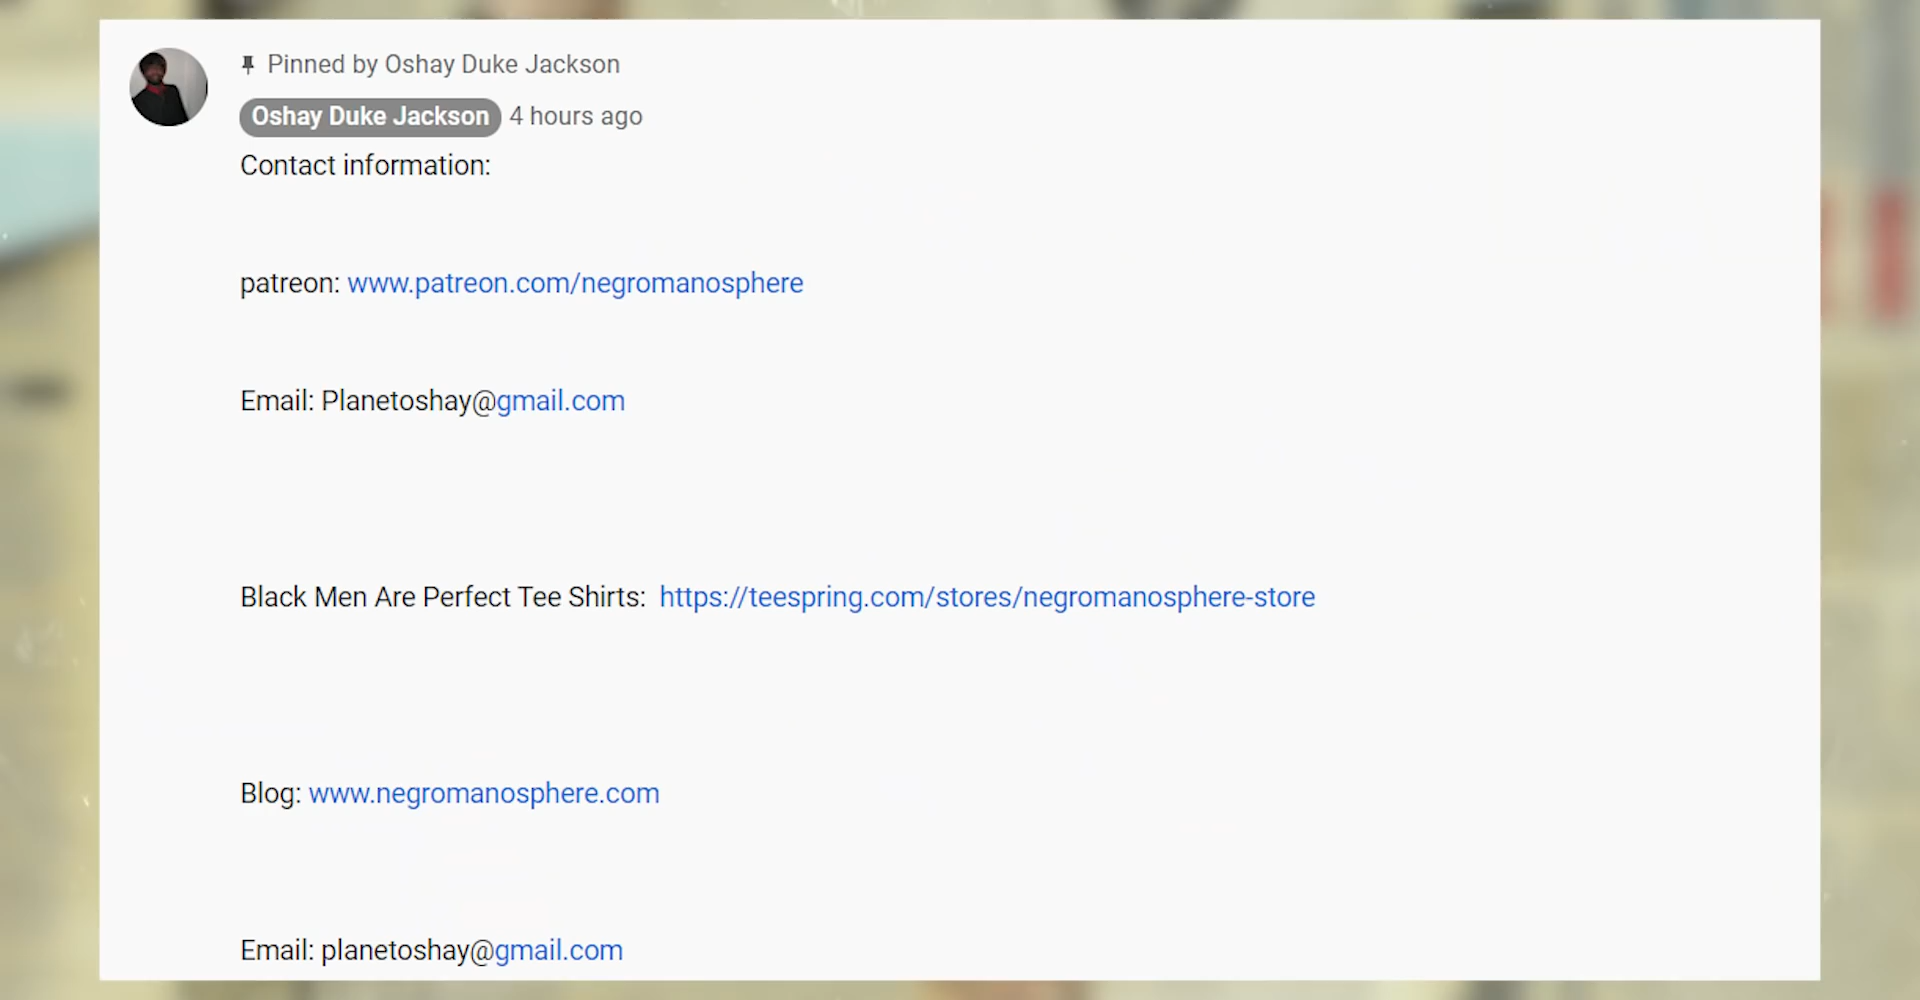 Pinned by Oshay Duke Jackson
Oshay Duke Jackson 4 hours ago
Contact information:
patreon: www.patreon.com/negromanosphere
Email: Planetoshay@gmail.com
Black Men Are Perfect Tee Shirts: https://teespring.com/stores/negromanosphere-store
Blog: www.negromanosphere.com
Email: planetoshay@gmail.com